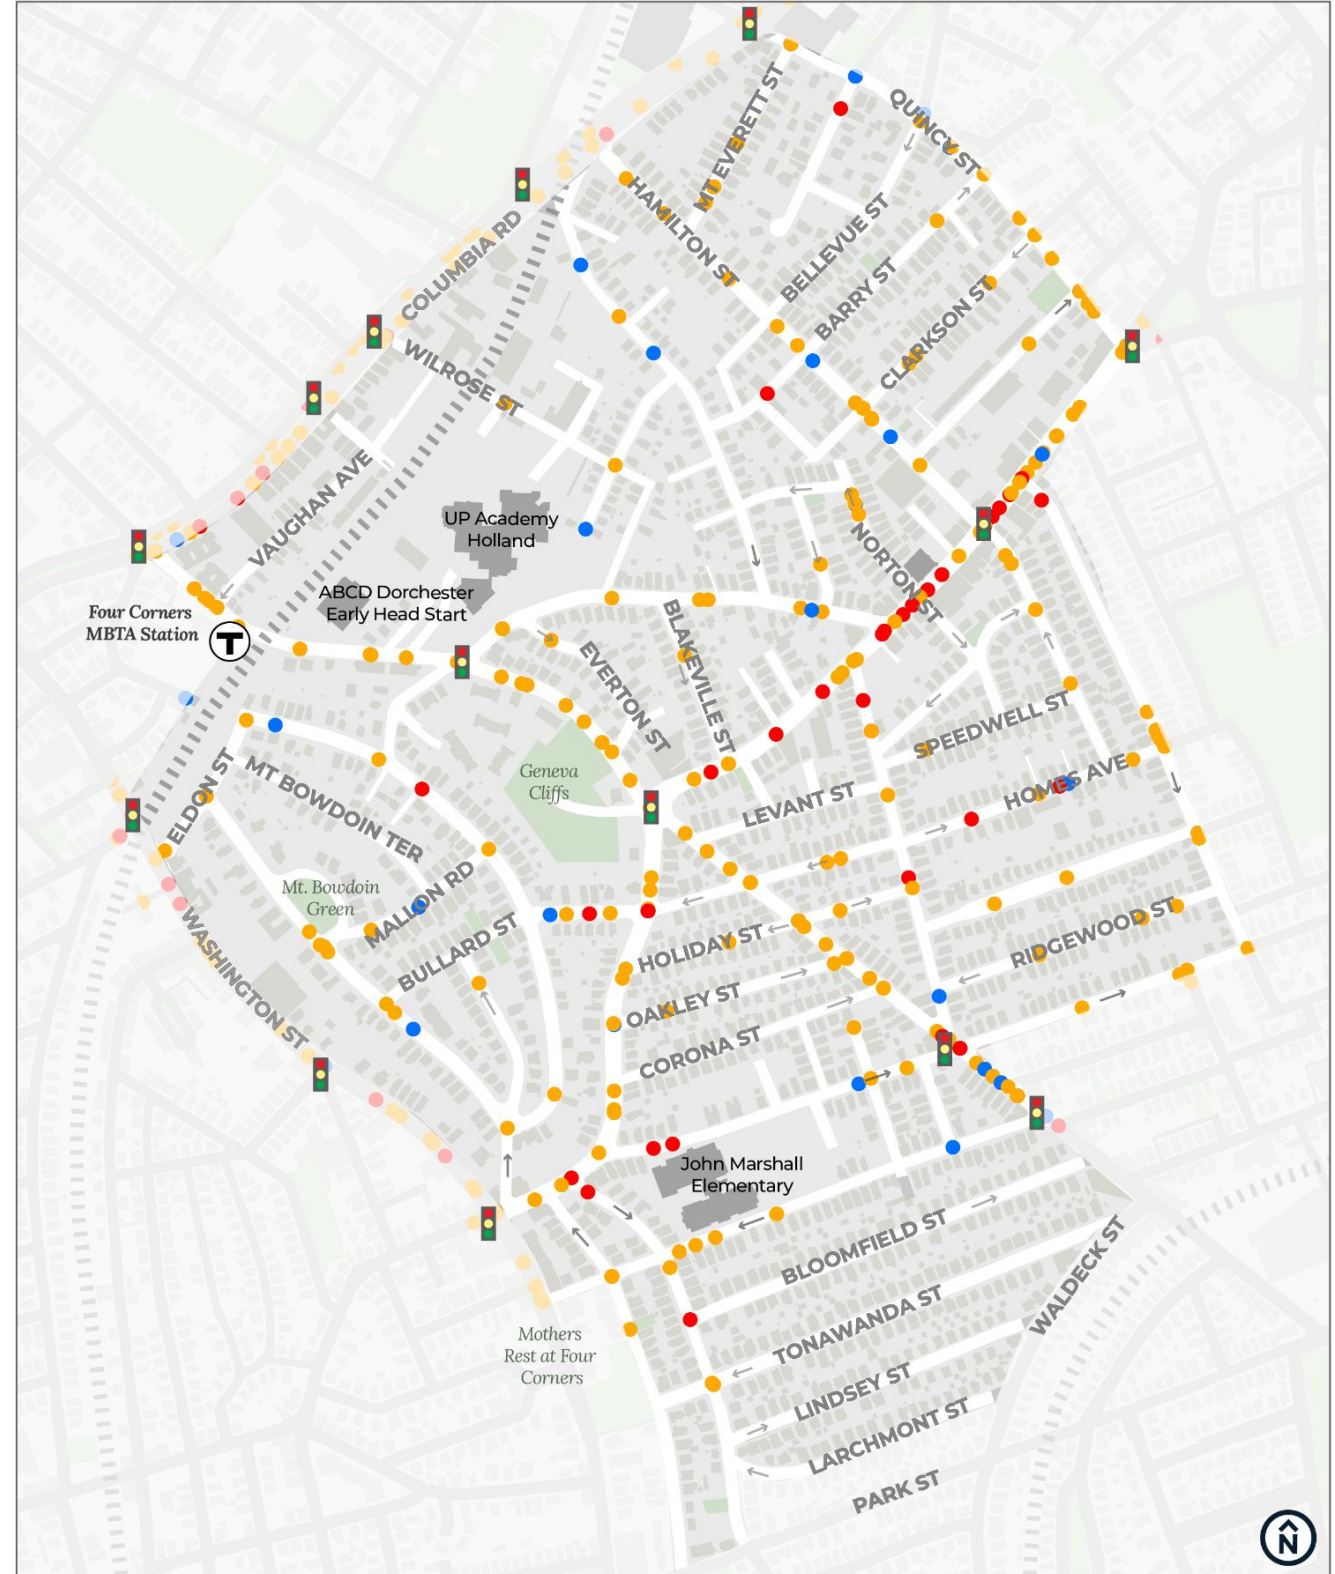 QUINCY ST
MT EVERETT ST
HAMILTON ST
COLUMBIA RD
BELLEVUE ST
BARRY ST
CLARKSON ST
WILROSE ST
VAUGHAN AVE
UP Academy
Holland
NORTON ST
ABCD Dorchester
Early Head Start
Four Corners
MBTA Station
T
BLAKEVILLE ST
EVERTON ST
SPEEDWELL ST
Geneva
Cliffs
HOMES AVE
LEVANT ST
ELDON ST
MT BOWDOIN TER
Mt. Bowdoin
Green
MALLON RD
BULLARD ST
HOLIDAY ST
RIDGEWOOD ST
WASHINGTON ST
OAKLEY ST
CORONA ST
John Marshall
Elementary
BLOOMFIELD ST
WALDECK ST
TONAWANDA ST
Mothers
Rest at Four
Corners
LINDSEY ST
LARCHMONT ST
PARK ST
N